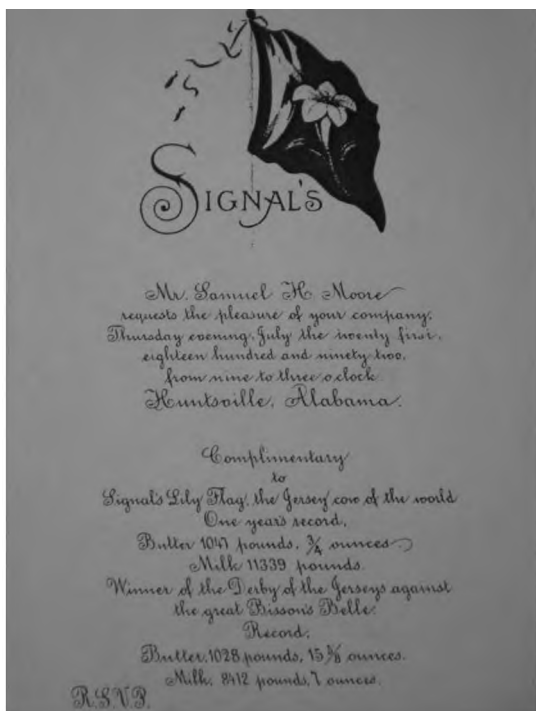 SIGNAL'S
Mr. Samuel H. Moore
requests the pleasure of your company,
Thursday evening, July the twenty first,
eighteen hundred and ninety two,
from nine to three o'clock
Huntsville, Alabama.
Complimentary
to
Signal's Lily Flag, the Jersey cow of the world
One year's record,
Butter 1047 pounds, 3/4 ounces
Milk 11339 pounds.
Winner of the Derby of the Jerseys against
the great Bisson's Belle.
Record,
Butter, 1028 pounds, 15 3/8 ounces.
Milk, 8412 pounds, 7 ounces.
R.S.V.P.